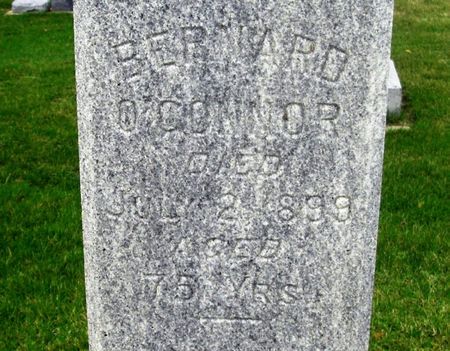 BERNARD
O'CONNOR
DIED
JULY 2, 1899
AGED
75 YRS.